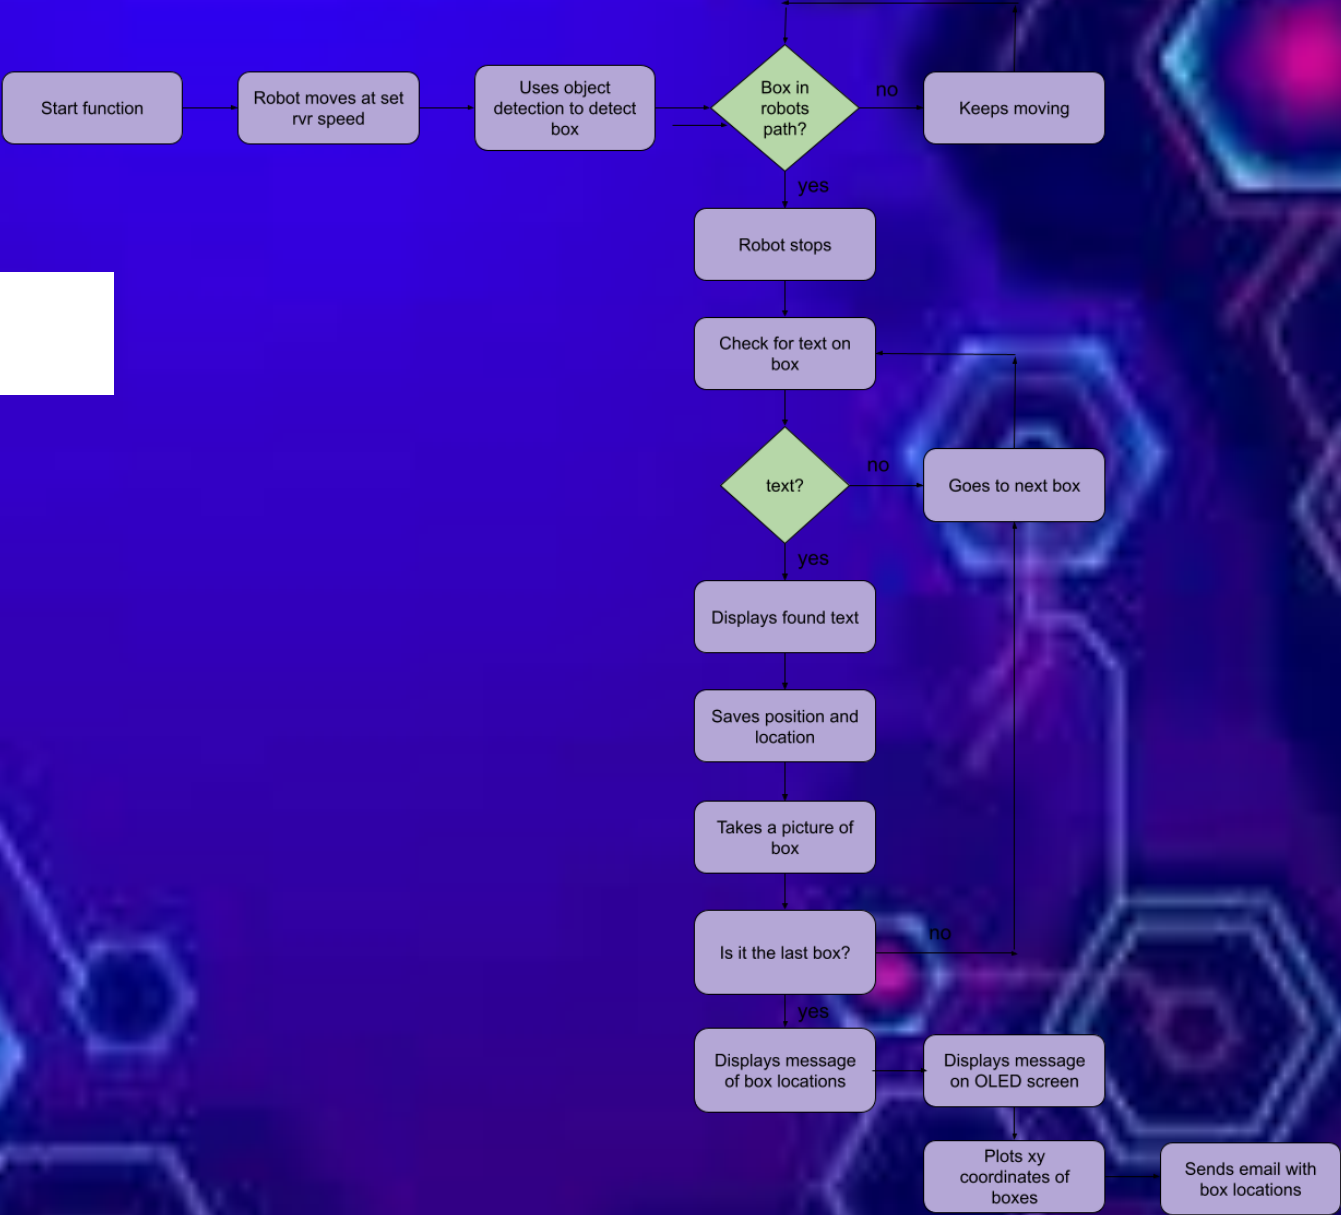 Start function
Robot moves at set
rvr speed
Uses object
detection to detect
box
Box in
robots
path?
no
Keeps moving
yes
Robot stops
Check for text on
box
text?
no
Goes to next box
yes
Displays found text
Saves position and
location
Takes a picture of
box
Is it the last box?
no
yes
Displays message
of box locations
Displays message
on OLED screen
Plots xy
coordinates of
boxes
Sends email with
box locations